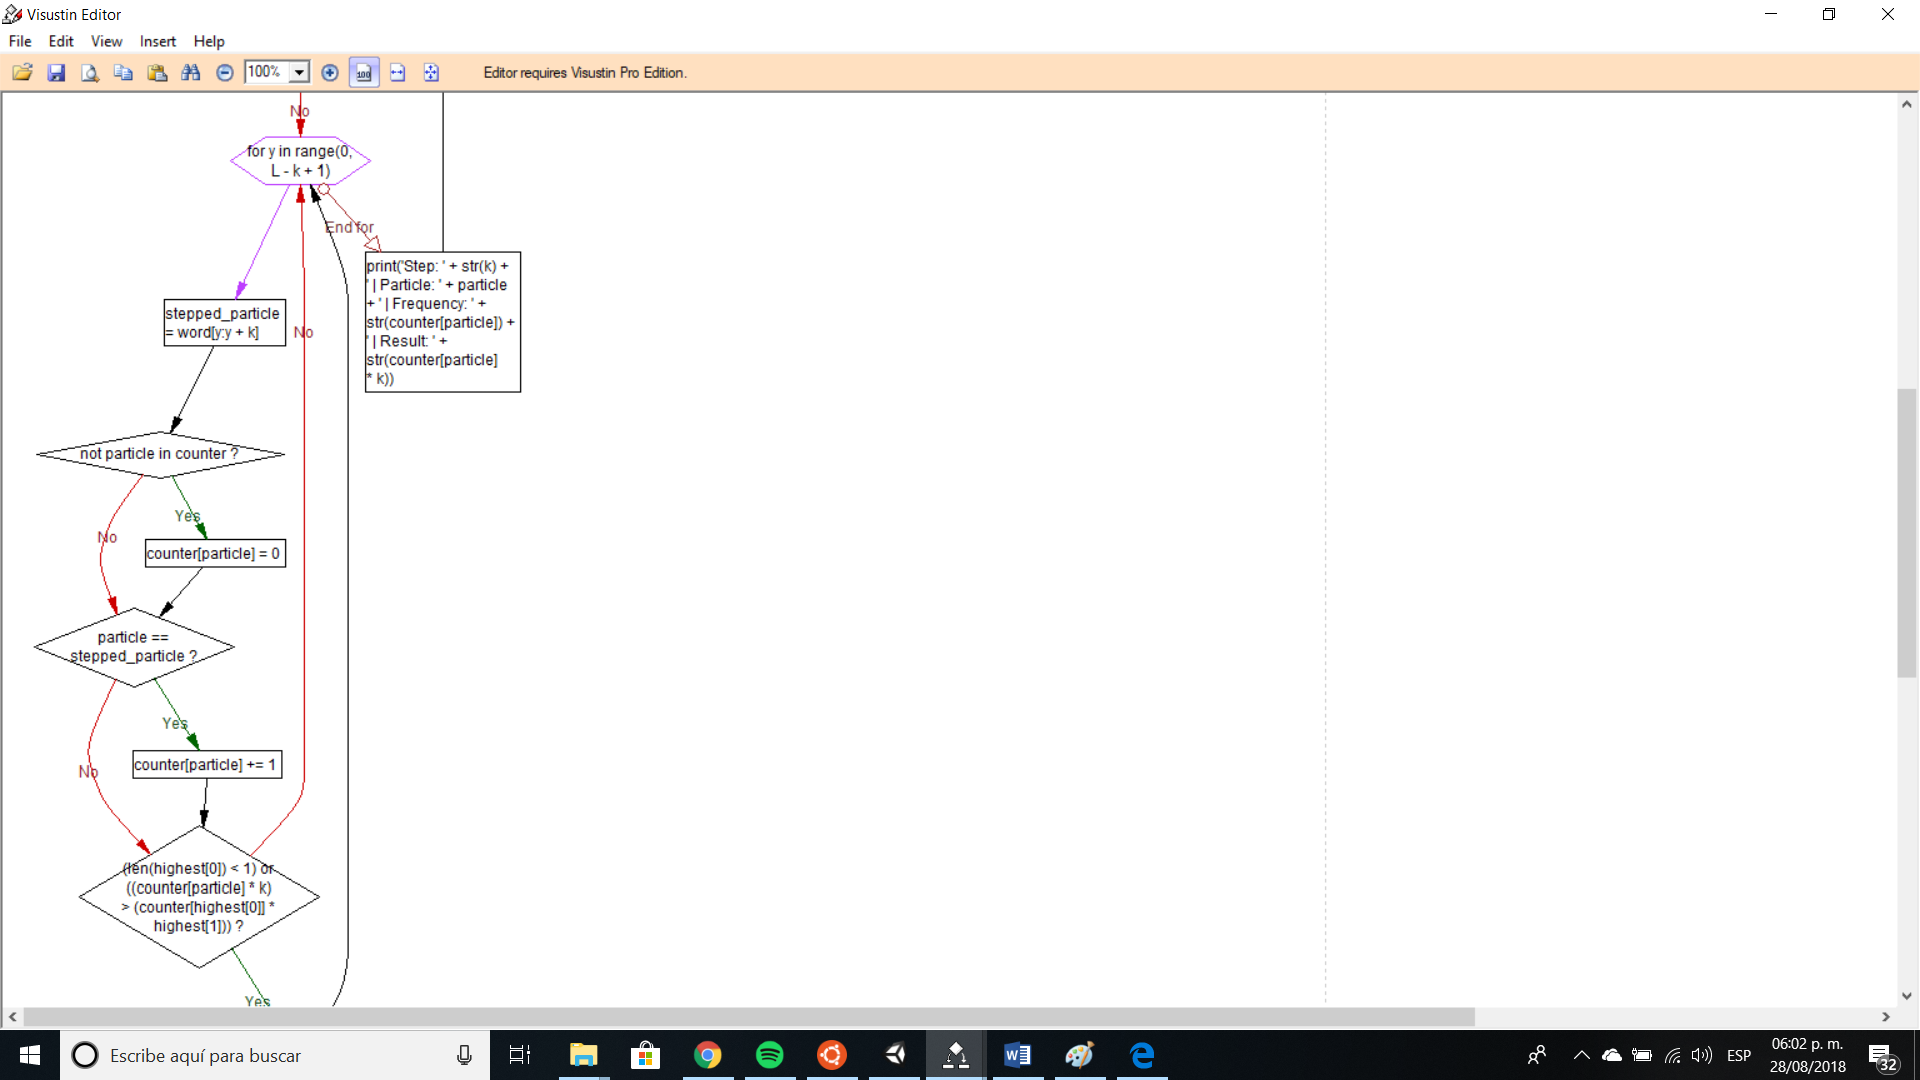 Visustin Editor
File Edit View Insert Help
100%
100
Editor requires Visustin Pro Edition.
No
for y in range(0,
L - k + 1)
End for
print('Step: ' + str(k) +
' | Particle: ' + particle
+ ' | Frequency: ' +
str(counter[particle]) +
' | Result: ' +
str(counter[particle]
* k))
stepped_particle
= word[y:y + k]
No
not particle in counter ?
Yes
No
counter[particle] = 0
particle ==
stepped_particle ?
Yes
No
counter[particle] += 1
(len(highest[0]) < 1) or
((counter[particle] * k)
> (counter[highest[0]] *
highest[1])) ?
Yes
Escribe aquí para buscar
ESP
06:02 p. m.
28/08/2018
32